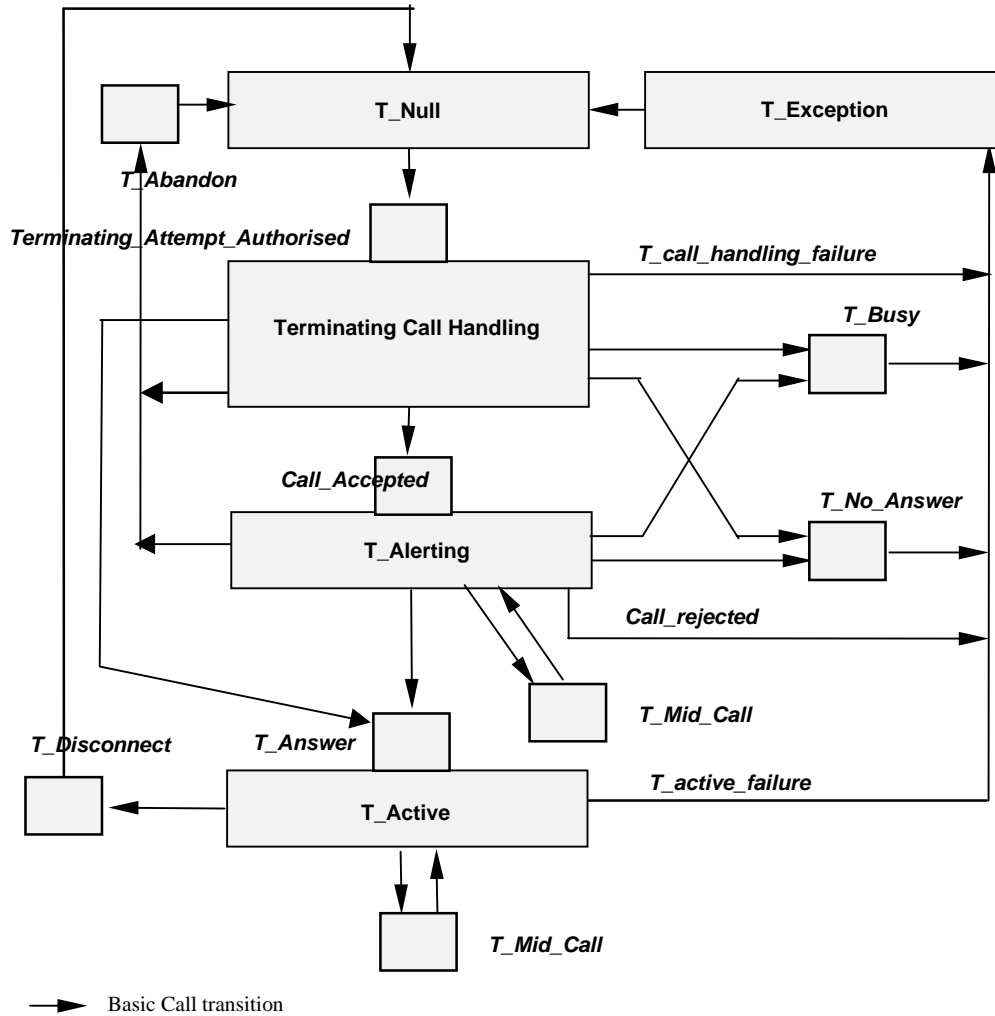 T_Null
T_Exception
T_Abandon
Terminating_Attempt_Authorised
T_call_handling_failure
T_Busy
Terminating Call Handling
Call_Accepted
T_No_Answer
T_Alerting
Call_rejected
T_Mid_Call
T_Disconnect
T_Answer
T_active_failure
T_Active
T_Mid_Call
Basic Call transition